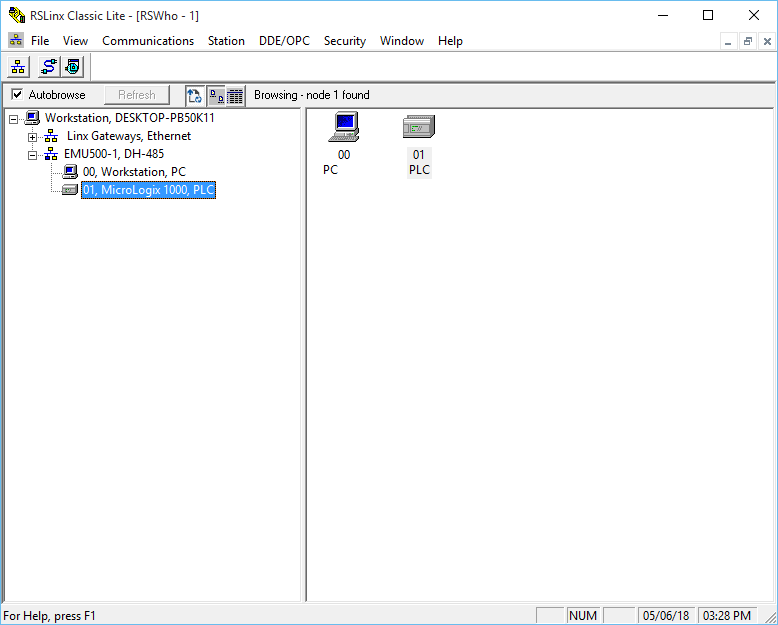 RSLinx Classic Lite - [RSWho - 1]
File View Communications Station DDE/OPC Security Window Help
Autobrowse Refresh Browsing - node 1 found
Workstation, DESKTOP-PB50K11
Linx Gateways, Ethernet
EMU500-1, DH-485
00, Workstation, PC
01, MicroLogix 1000, PLC
00 01
PC PLC
For Help, press F1 NUM 05/06/18 03:28 PM